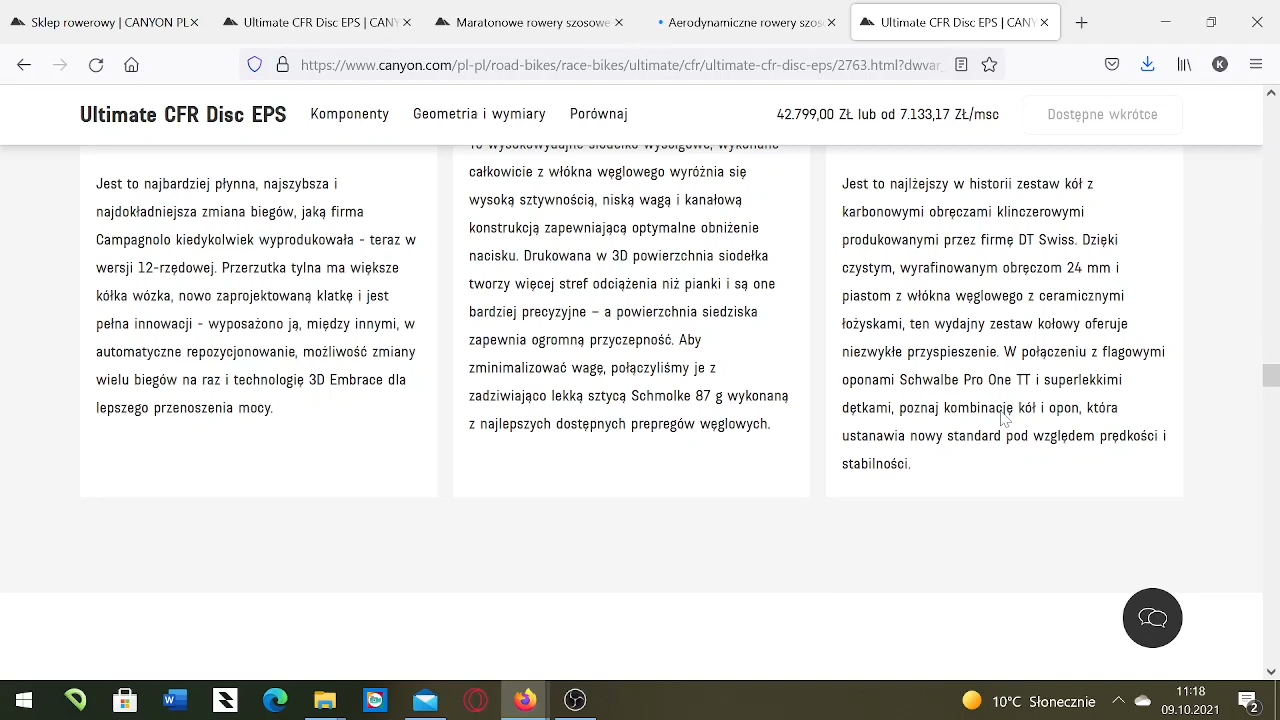 Sklep rowerowy | CANYON PL
Ultimate CFR Disc EPS | CANY
Maratonowe rowery szosowe
Aerodynamiczne rowery szos
Ultimate CFR Disc EPS | CANY
https://www.canyon.com/pl-pl/road-bikes/race-bikes/ultimate/cfr/ultimate-cfr-disc-eps/2763.html?dwvar_
K
Ultimate CFR Disc EPS
Komponenty
Geometria i wymiary
Porównaj
42.799,00 ZŁ lub od 7.133,17 ZŁ/msc
Dostępne wkrótce
Jest to najbardziej płynna, najszybsza i
najdokładniejsza zmiana biegów, jaką firma
Campagnolo kiedykolwiek wyprodukowała - teraz w
wersji 12-rzędowej. Przerzutka tylna ma większe
kółka wózka, nowo zaprojektowaną klatkę i jest
pełna innowacji - wyposażono ją, między innymi, w
automatyczne repozycjonowanie, możliwość zmiany
wielu biegów na raz i technologię 3D Embrace dla
lepszego przenoszenia mocy.
To wysokowydajne siodełko wyścigowe, wykonane
całkowicie z włókna węglowego wyróżnia się
wysoką sztywnością, niską wagą i kanałową
konstrukcją zapewniającą optymalne obniżenie
nacisku. Drukowana w 3D powierzchnia siodełka
tworzy więcej stref odciążenia niż pianki i są one
bardziej precyzyjne – a powierzchnia siedziska
zapewnia ogromną przyczepność. Aby
zminimalizować wagę, połączyliśmy je z
zadziwiająco lekką sztycą Schmolke 87 g wykonaną
z najlepszych dostępnych prepregów węglowych.
Jest to najlżejszy w historii zestaw kół z
karbonowymi obręczami klinczerowymi
produkowanymi przez firmę DT Swiss. Dzięki
czystym, wyrafinowanym obręczom 24 mm i
piastom z włókna węglowego z ceramicznymi
łożyskami, ten wydajny zestaw kołowy oferuje
niezwykłe przyspieszenie. W połączeniu z flagowymi
oponami Schwalbe Pro One TT i superlekkimi
dętkami, poznaj kombinację kół i opon, która
ustanawia nowy standard pod względem prędkości i
stabilności.
10°C Słonecznie
11:18
09.10.2021
2